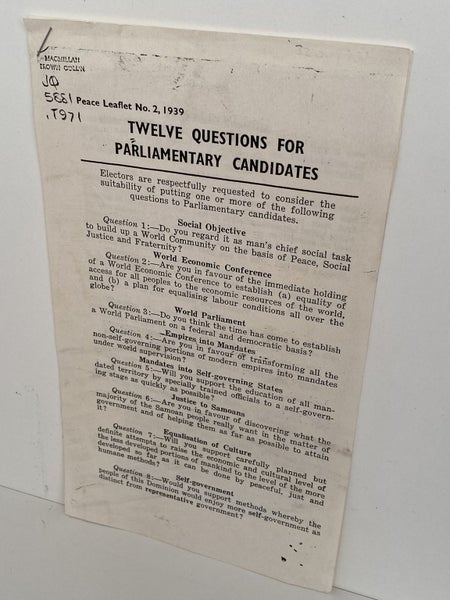 MACMILLAN
BROWN COLL'N
JQ
5881
.T971
Peace Leaflet No. 2, 1939
TWELVE QUESTIONS FOR
PARLIAMENTARY CANDIDATES
Electors are respectfully requested to consider the
suitability of putting one or more of the following
questions to Parliamentary candidates.
Social Objective
Question 1:—Do you regard it as man's chief social task
to build up a World Community on the basis of Peace, Social
Justice and Fraternity?
World Economic Conference
Question 2:—Are you in favour of the immediate holding
of a World Economic Conference to establish (a) equality of
access for all peoples to the economic resources of the world,
and (b) a plan for equalising labour conditions all over the
globe?
World Parliament
Question 3:—Do you think the time has come to establish
a World Parliament on a federal and democratic basis?
Empires into Mandates
Question 4:—Are you in favour of transforming all the
non-self-governing portions of modern empires into mandates
under world supervision?
Mandates into Self-governing States
Question 5:—Will you support the education of all man-
dated territory by specially trained officials to a self-govern-
ing stage as quickly as possible?
Justice to Samoans
Question 6:—Are you in favour of discovering what the
majority of the Samoan people really want in the matter of
government and of helping them as far as possible to attain
it?
Equalisation of Culture
Question 7:—Will you support carefully planned but
definite attempts to raise the economic and cultural level of
the less developed portions of mankind to the level of the more
developed so far as it can be done by peaceful, just and
humane methods?
Self-government
Question 8:—Would you support methods whereby the
people of this Dominion would enjoy more self-government as
distinct from representative government?